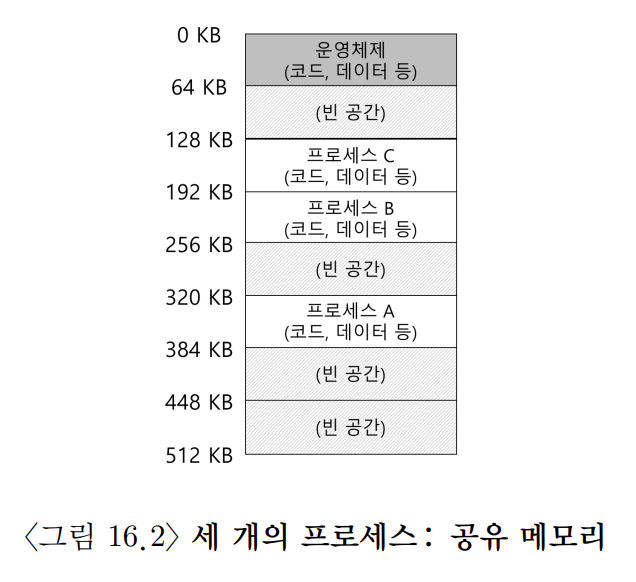 0 KB
운영체제
(코드, 데이터 등)
64 KB
(빈 공간)
128 KB
프로세스 C
(코드, 데이터 등)
192 KB
프로세스 B
(코드, 데이터 등)
256 KB
(빈 공간)
320 KB
프로세스 A
(코드, 데이터 등)
384 KB
(빈 공간)
448 KB
(빈 공간)
512 KB
〈그림 16.2〉 세 개의 프로세스: 공유 메모리